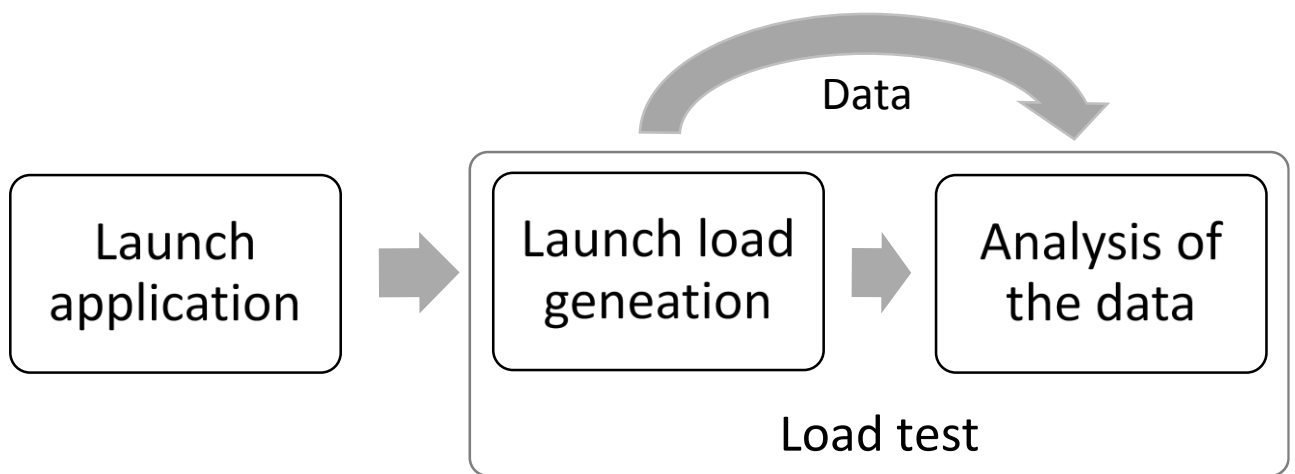 Data
Launch
application
Launch load
geneation
Analysis of
the data
Load test